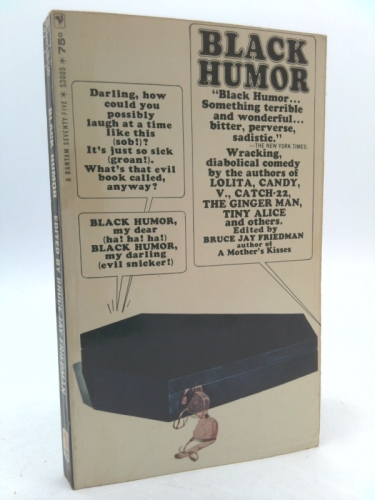 BLACK
HUMOR
"Black Humor...
Something terrible
and wonderful...
bitter, perverse,
sadistic."
—THE NEW YORK TIMES
Wracking,
diabolical comedy
by the authors of
LOLITA, CANDY,
V., CATCH-22,
THE GINGER MAN,
TINY ALICE
and others.
Edited by
BRUCE JAY FRIEDMAN
author of
A Mother's Kisses
Darling, how
could you
possibly
laugh at a time
like this
(sob!)?
It's just so sick
(groan!).
What's that evil
book called,
anyway?
BLACK HUMOR,
my dear
(ha! ha! ha!)
BLACK HUMOR,
my darling
(evil snicker!)
A BANTAM SEVENTY-FIVE ★ S3003 ★ 75¢
BLACK HUMOR EDITED BY BRUCE JAY FRIEDMAN